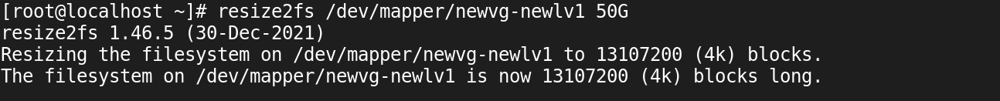 [root@localhost ~]# resize2fs /dev/mapper/newvg-newlv1 50G
resize2fs 1.46.5 (30-Dec-2021)
Resizing the filesystem on /dev/mapper/newvg-newlv1 to 13107200 (4k) blocks.
The filesystem on /dev/mapper/newvg-newlv1 is now 13107200 (4k) blocks long.